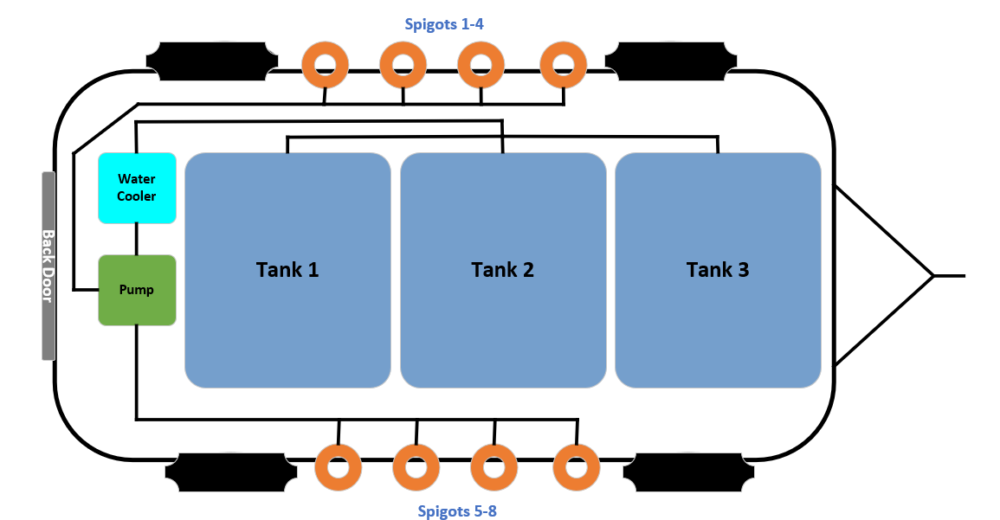 Spigots 1-4
Water
Cooler
Back Door
Pump
Tank 1
Tank 2
Tank 3
Spigots 5-8